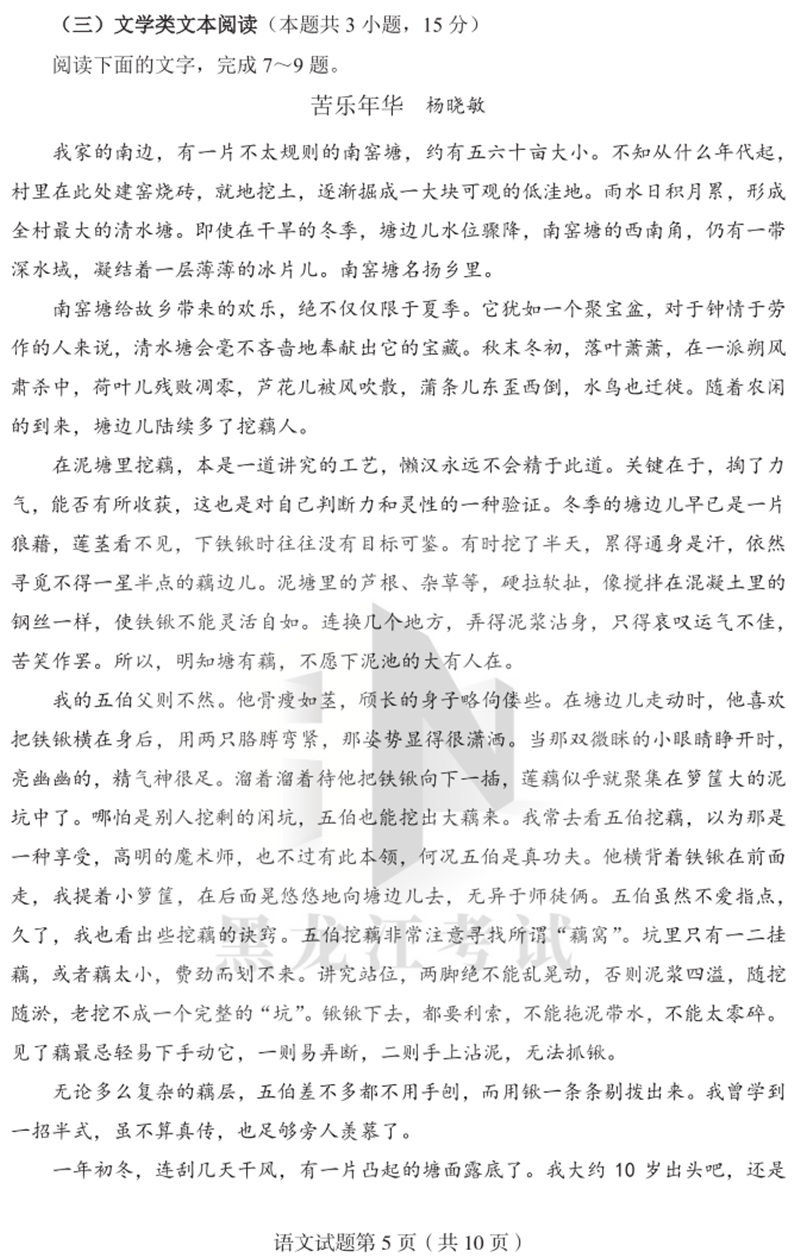 （三）文学类文本阅读（本题共 3 小题，15 分）
阅读下面的文字，完成 7～9 题。
苦乐年华　杨晓敏
我家的南边，有一片不太规则的南窑塘，约有五六十亩大小。不知从什么年代起，
村里在此处建窑烧砖，就地挖土，逐渐掘成一大块可观的低洼地。雨水日积月累，形成
全村最大的清水塘。即使在干旱的冬季，塘边儿水位骤降，南窑塘的西南角，仍有一带
深水域，凝结着一层薄薄的冰片儿。南窑塘名扬乡里。
南窑塘给故乡带来的欢乐，绝不仅仅限于夏季。它犹如一个聚宝盆，对于钟情于劳
作的人来说，清水塘会毫不吝啬地奉献出它的宝藏。秋末冬初，落叶萧萧，在一派朔风
肃杀中，荷叶儿残败凋零，芦花儿被风吹散，蒲条儿东歪西倒，水鸟也迁徙。随着农闲
的到来，塘边儿陆续多了挖藕人。
在泥塘里挖藕，本是一道讲究的工艺，懒汉永远不会精于此道。关键在于，掏了力
气，能否有所收获，这也是对自己判断力和灵性的一种验证。冬季的塘边儿早已是一片
狼藉，莲茎看不见，下铁锹时往往没有目标可鉴。有时挖了半天，累得通身是汗，依然
寻觅不得一星半点的藕边儿。泥塘里的芦根、杂草等，硬拉软扯，像搅拌在混凝土里的
钢丝一样，使铁锹不能灵活自如。连换几个地方，弄得泥浆沾身，只得哀叹运气不佳，
苦笑作罢。所以，明知塘有藕，不愿下泥池的大有人在。
我的五伯父则不然。他骨瘦如茎，颀长的身子略佝偻些。在塘边儿走动时，他喜欢
把铁锹横在身后，用两只胳膊弯紧，那姿势显得很潇洒。当那双微眯的小眼睛睁开时，
亮幽幽的，精气神很足。溜着溜着待他把铁锹向下一插，莲藕似乎就聚集在箩筐大的泥
坑中了。哪怕是别人挖剩的闲坑，五伯也能挖出大藕来。我常去看五伯挖藕，以为那是
一种享受，高明的魔术师，也不过有此本领，何况五伯是真功夫。他横背着铁锹在前面
走，我提着小箩筐，在后面晃悠悠地向塘边儿去，无异于师徒俩。五伯虽然不爱指点，
久了，我也看出些挖藕的诀窍。五伯挖藕非常注意寻找所谓“藕窝”。坑里只有一二挂
藕，或者藕太小，费劲而划不来。讲究站位，两脚绝不能乱晃动，否则泥浆四溢，随挖
随淤，老挖不成一个完整的“坑”。锹锹下去，都要利索，不能拖泥带水，不能太零碎。
见了藕最忌轻易下手动它，一则易弄断，二则手上沾泥，无法抓锹。
无论多么复杂的藕层，五伯差不多都不用手刨，而用锹一条条剔拨出来。我曾学到
一招半式，虽不算真传，也足够旁人羡慕了。
一年初冬，连刮几天干风，有一片凸起的塘面露底了。我大约 10 岁出头吧，还是
黑龙江考试
语文试题第 5 页（共 10 页）